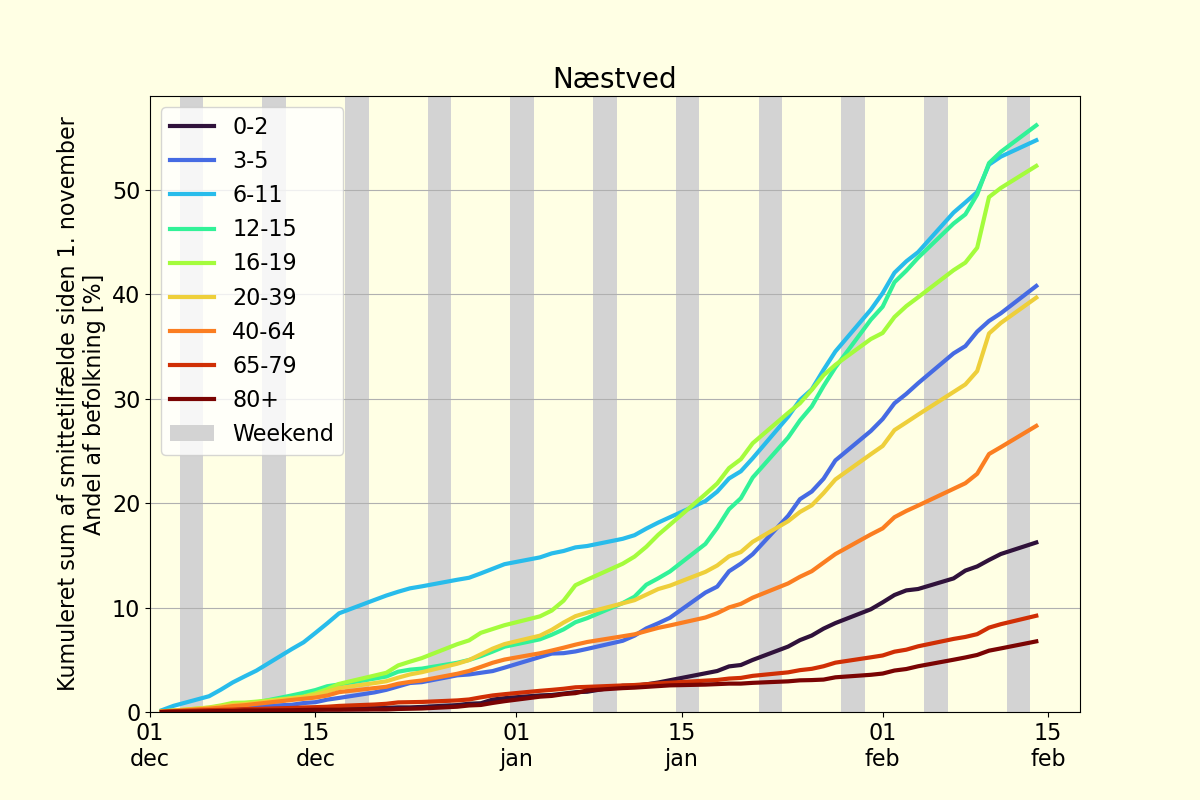 Næstved
Kumuleret sum af smittetilfælde siden 1. november
Andel af befolkning [%]
50
40
30
20
10
0
0-2
3-5
6-11
12-15
16-19
20-39
40-64
65-79
80+
Weekend
01 15 01 15 01 15
dec dec jan jan feb feb